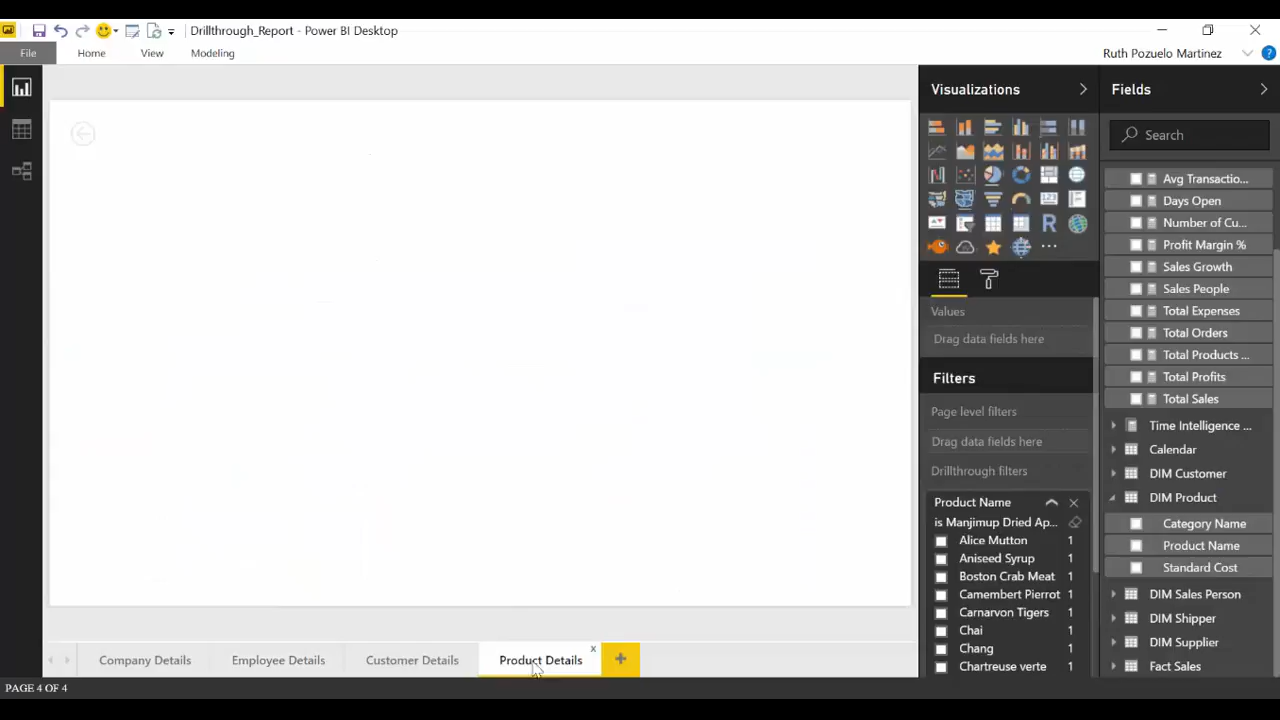 Drillthrough_Report - Power BI Desktop
File Home View Modeling
Ruth Pozuelo Martinez
Visualizations
Values
Drag data fields here
Filters
Page level filters
Drag data fields here
Drillthrough filters
Product Name
is Manjimup Dried Ap...
Alice Mutton 1
Aniseed Syrup 1
Boston Crab Meat 1
Camembert Pierrot 1
Carnarvon Tigers 1
Chai 1
Chang 1
Chartreuse verte 1
Fields
Search
Avg Transactio...
Days Open
Number of Cu...
Profit Margin %
Sales Growth
Sales People
Total Expenses
Total Orders
Total Products ...
Total Profits
Total Sales
Time Intelligence ...
Calendar
DIM Customer
DIM Product
Category Name
Product Name
Standard Cost
DIM Sales Person
DIM Shipper
DIM Supplier
Fact Sales
Company Details Employee Details Customer Details Product Details
PAGE 4 OF 4